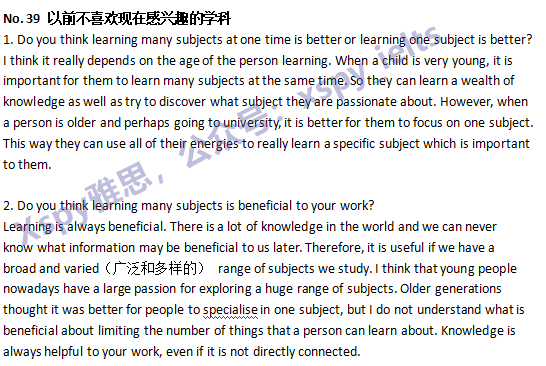 No. 39 以前不喜欢现在感兴趣的学科
1. Do you think learning many subjects at one time is better or learning one subject is better?
I think it really depends on the age of the person learning. When a child is very young, it is
important for them to learn many subjects at the same time. So they can learn a wealth of
knowledge as well as try to discover what subject they are passionate about. However, when
a person is older and perhaps going to university, it is better for them to focus on one subject.
This way they can use all of their energies to really learn a specific subject which is important
to them.
2. Do you think learning many subjects is beneficial to your work?
Learning is always beneficial. There is a lot of knowledge in the world and we can never
know what information may be beneficial to us later. Therefore, it is useful if we have a
broad and varied（广泛和多样的） range of subjects we study. I think that young people
nowadays have a large passion for exploring a huge range of subjects. Older generations
thought it was better for people to specialise in one subject, but I do not understand what is
beneficial about limiting the number of things that a person can learn about. Knowledge is
always helpful to your work, even if it is not directly connected.
Xspy雅思，公众号：xspy ielts